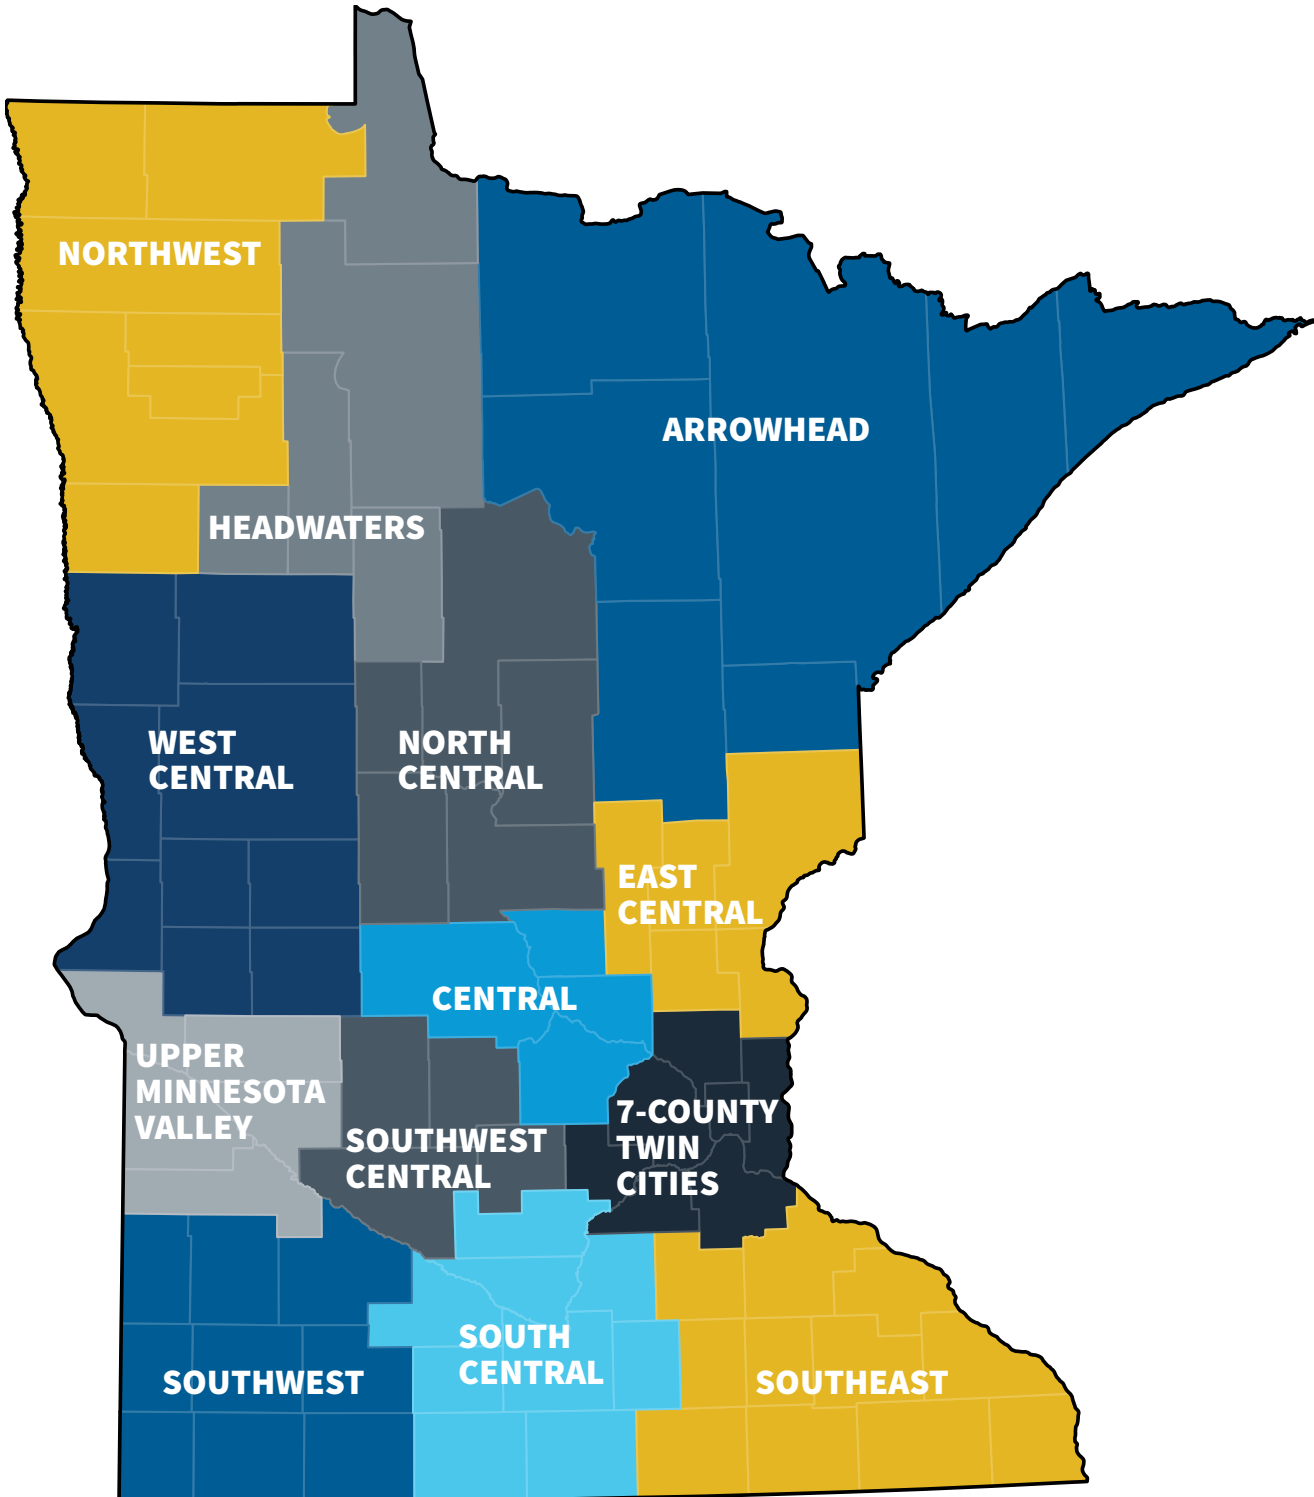 NORTHWEST
ARROWHEAD
HEADWATERS
WEST
CENTRAL
NORTH
CENTRAL
EAST
CENTRAL
CENTRAL
UPPER
MINNESOTA
VALLEY
SOUTHWEST
CENTRAL
7-COUNTY
TWIN
CITIES
SOUTH
CENTRAL
SOUTHWEST
SOUTHEAST